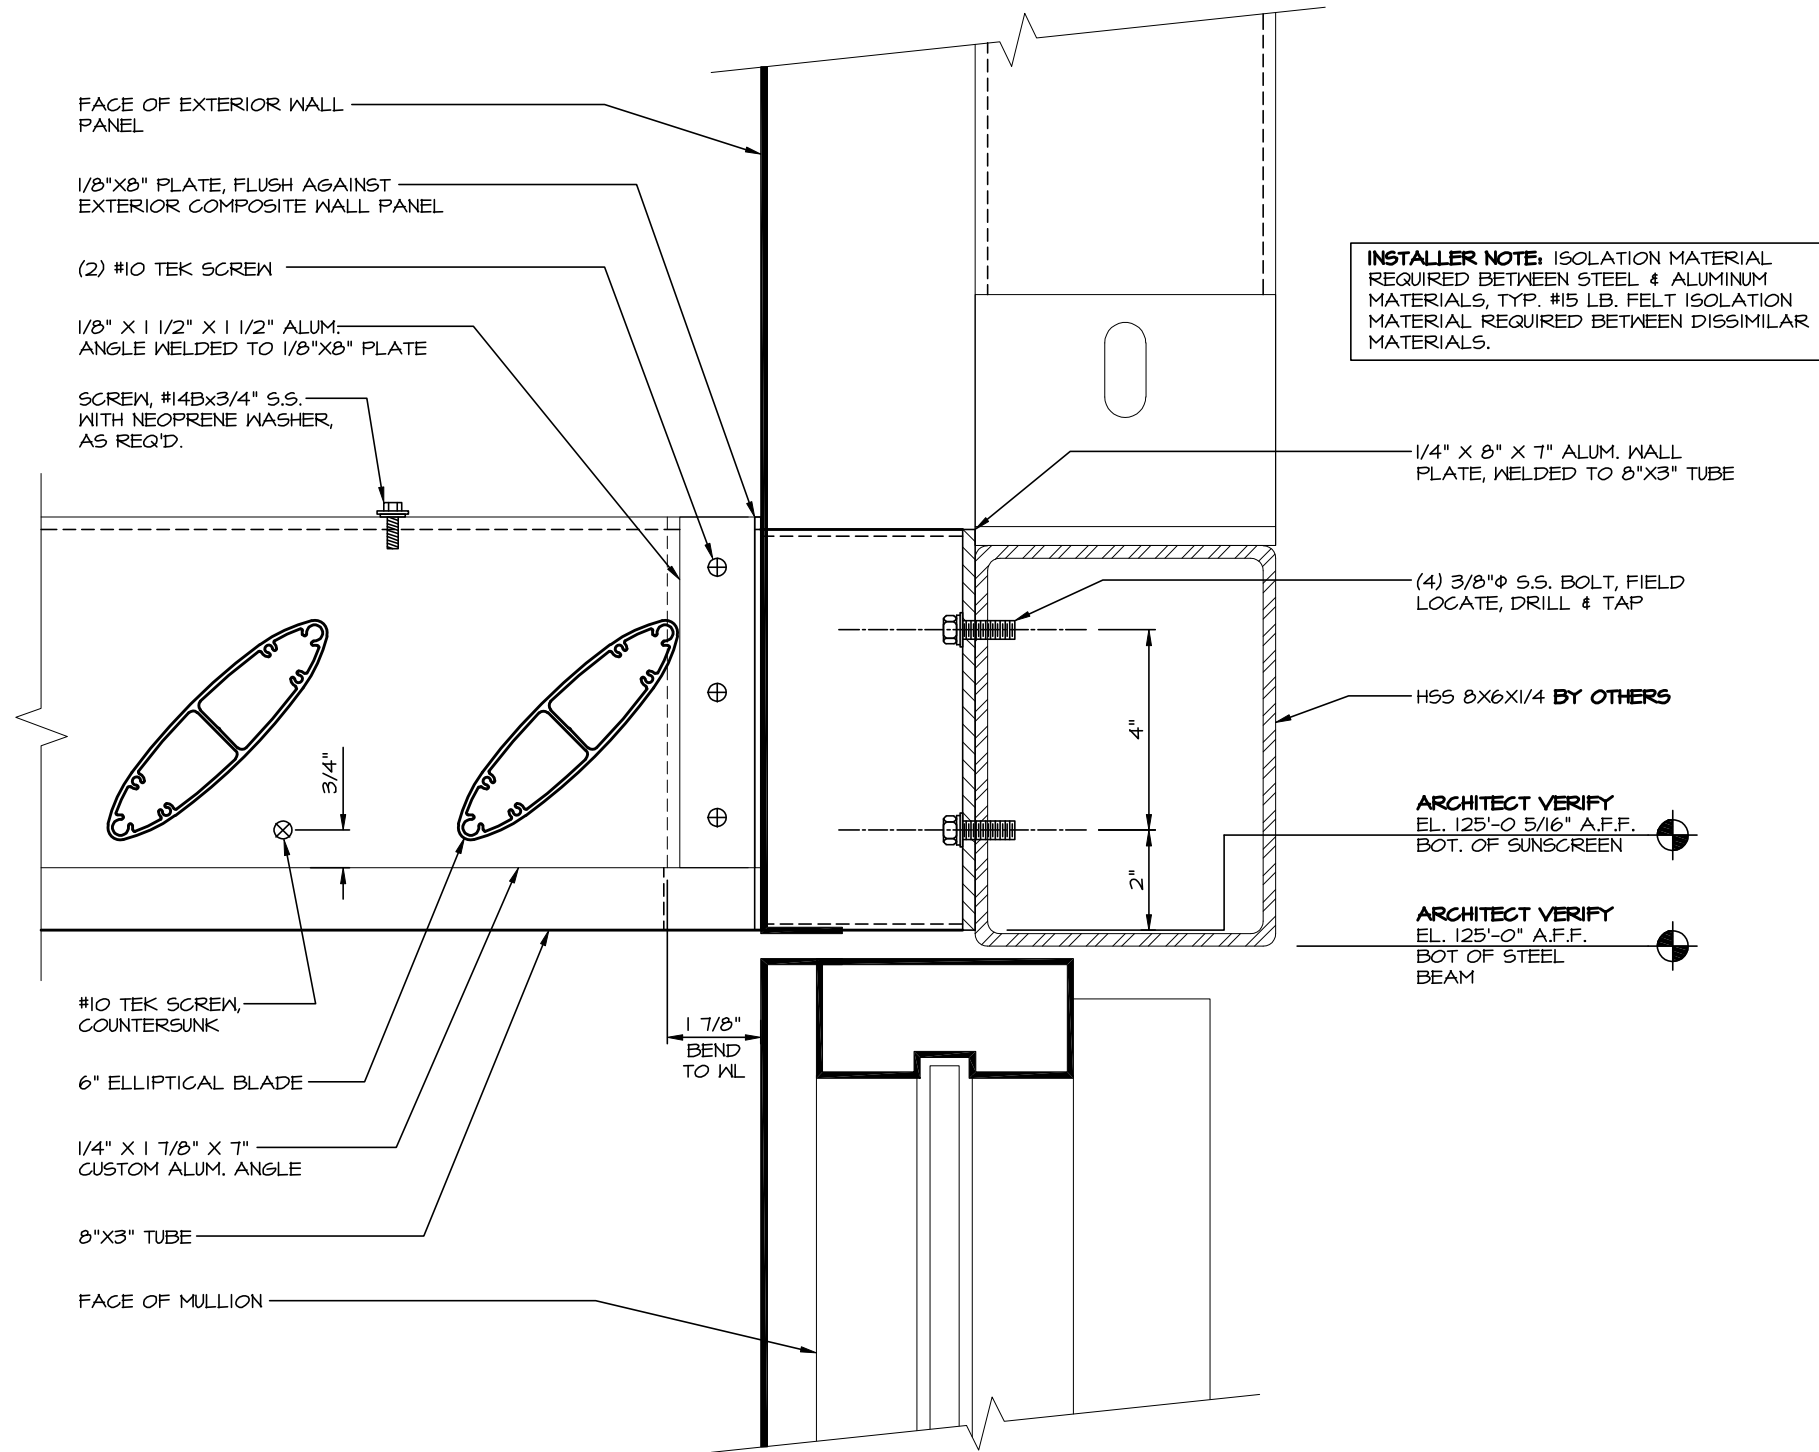 FACE OF EXTERIOR WALL
PANEL
1/8"X8" PLATE, FLUSH AGAINST
EXTERIOR COMPOSITE WALL PANEL
(2) #10 TEK SCREW
1/8" X 1 1/2" X 1 1/2" ALUM.
ANGLE WELDED TO 1/8"X8" PLATE
SCREW, #14Bx3/4" S.S.
WITH NEOPRENE WASHER,
AS REQ'D.
INSTALLER NOTE: ISOLATION MATERIAL
REQUIRED BETWEEN STEEL & ALUMINUM
MATERIALS, TYP. #15 LB. FELT ISOLATION
MATERIAL REQUIRED BETWEEN DISSIMILAR
MATERIALS.
1/4" X 8" X 7" ALUM. WALL
PLATE, WELDED TO 8"X3" TUBE
(4) 3/8"Φ S.S. BOLT, FIELD
LOCATE, DRILL & TAP
HSS 8X6X1/4 BY OTHERS
4"
3/4"
2"
ARCHITECT VERIFY
EL. 125'-0 5/16" A.F.F.
BOT. OF SUNSCREEN
ARCHITECT VERIFY
EL. 125'-0" A.F.F.
BOT OF STEEL
BEAM
#10 TEK SCREW,
COUNTERSUNK
1 7/8"
BEND
TO WL
6" ELLIPTICAL BLADE
1/4" X 1 7/8" X 7"
CUSTOM ALUM. ANGLE
8"X3" TUBE
FACE OF MULLION